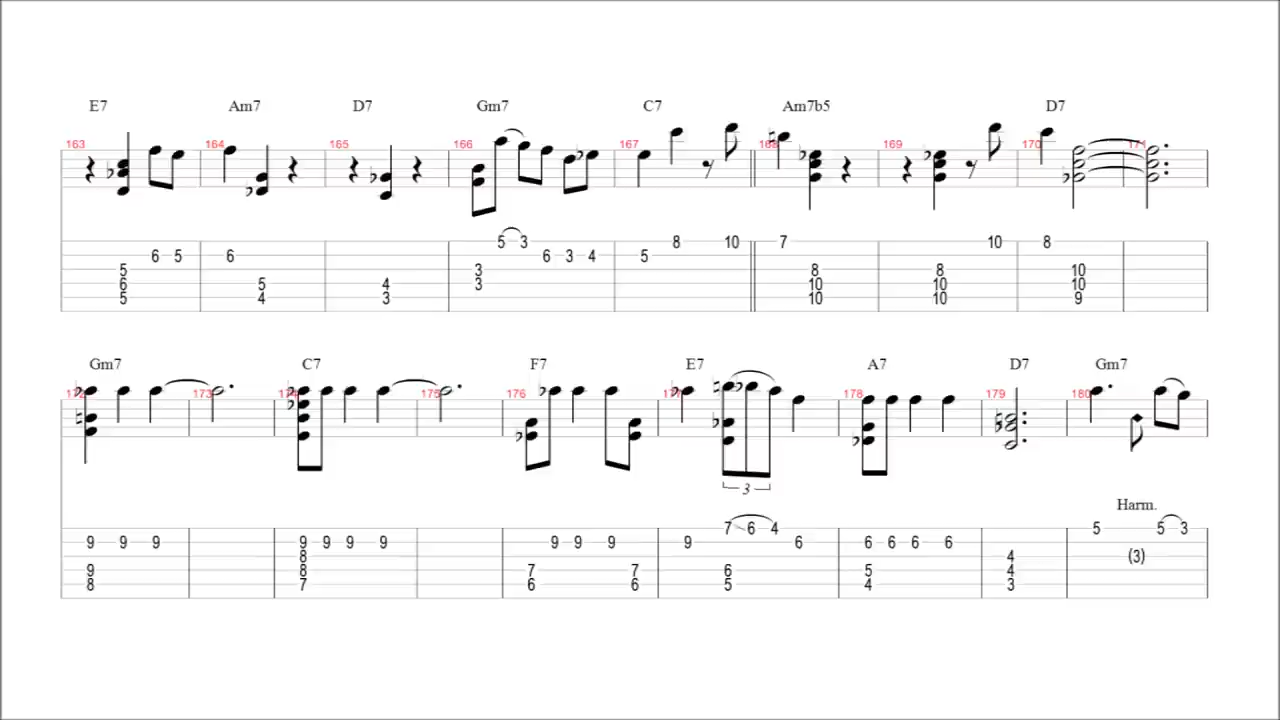 E7 Am7 D7 Gm7 C7 Am7b5 D7
163 164 165 166 167 168 169 170 171
5 3 8 10 7 10 8
6 5 6 6 3 4 5
5 3 8 8 10
6 5 4 3 10 10 10
5 4 3 10 10 9
Gm7 C7 F7 E7 A7 D7 Gm7
172 173 174 175 176 177 178 179 180
3
Harm.
7 6 4 5 5 3
9 9 9 9 9 9 9 9 9 9 9 6 6 6 6 6
8 4 (3)
9 8 7 7 6 5 4
8 7 6 6 5 4 3